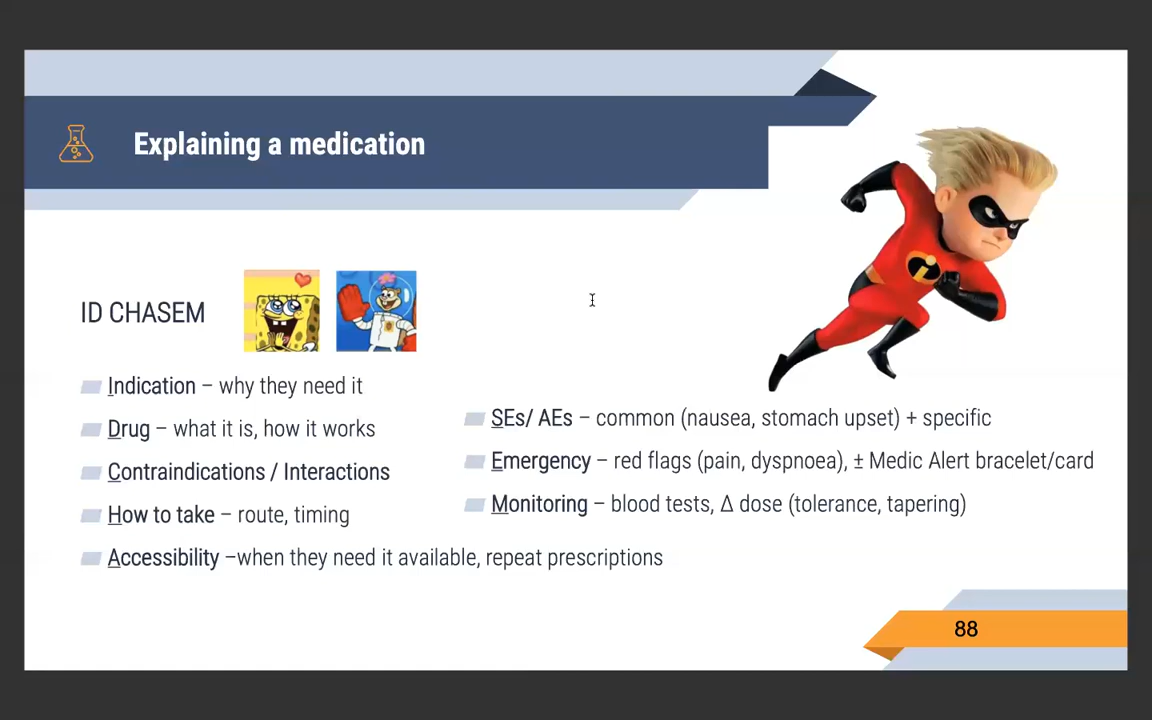 Explaining a medication
ID CHASEM
Indication – why they need it
Drug – what it is, how it works
Contraindications / Interactions
How to take – route, timing
Accessibility –when they need it available, repeat prescriptions
SEs/ AEs – common (nausea, stomach upset) + specific
Emergency – red flags (pain, dyspnoea), ± Medic Alert bracelet/card
Monitoring – blood tests, Δ dose (tolerance, tapering)
88